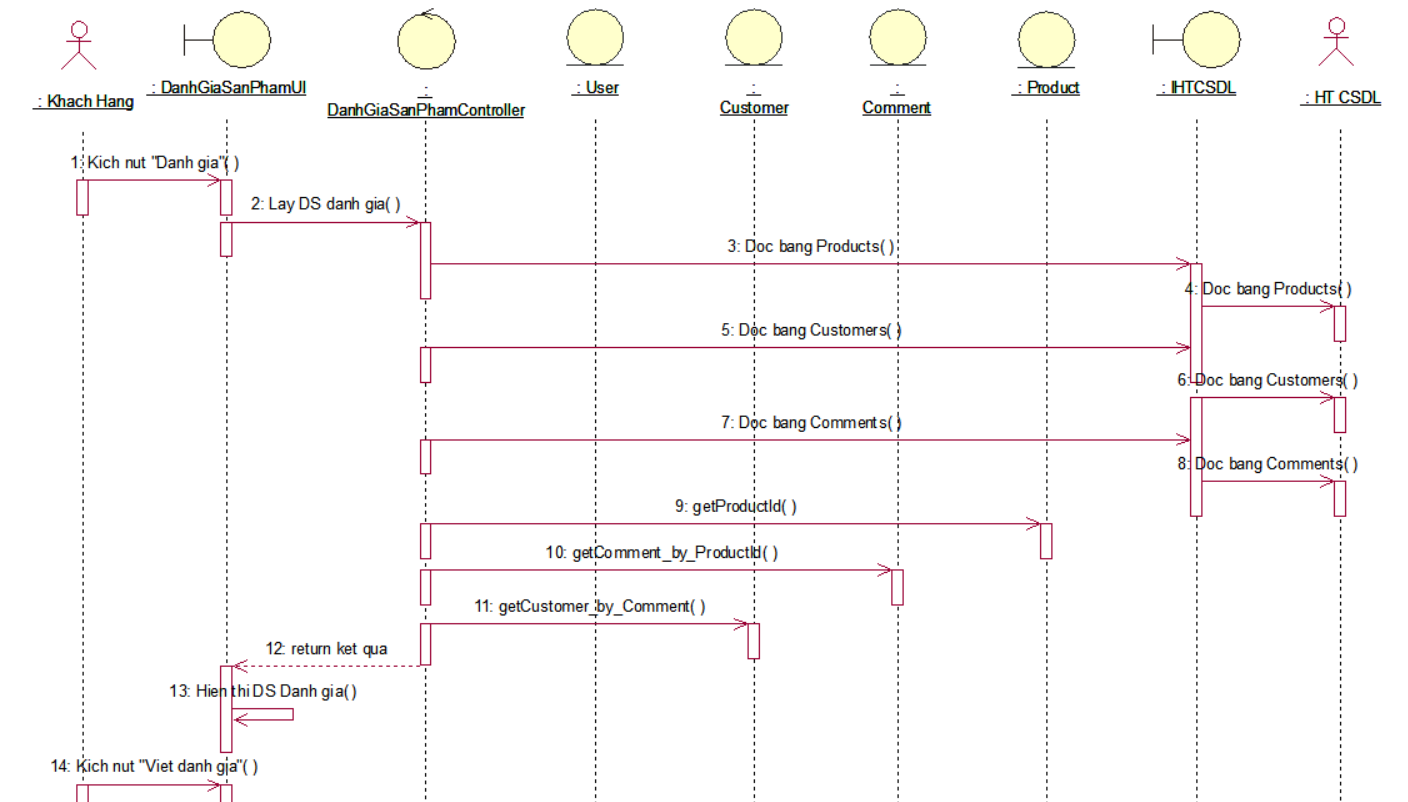 : Khach Hang
: DanhGiaSanPhamUI
:
DanhGiaSanPhamController
: User
:
Customer
:
Comment
: Product
: IHTCSDL
: HT CSDL
1: Kich nut "Danh gia"( )
2: Lay DS danh gia( )
3: Doc bang Products( )
4: Doc bang Products( )
5: Doc bang Customers( )
6: Doc bang Customers( )
7: Doc bang Comments( )
8: Doc bang Comments( )
9: getProductId( )
10: getComment_by_ProductId( )
11: getCustomer_by_Comment( )
12: return ket qua
13: Hien thi DS Danh gia( )
14: Kich nut "Viet danh gia"( )